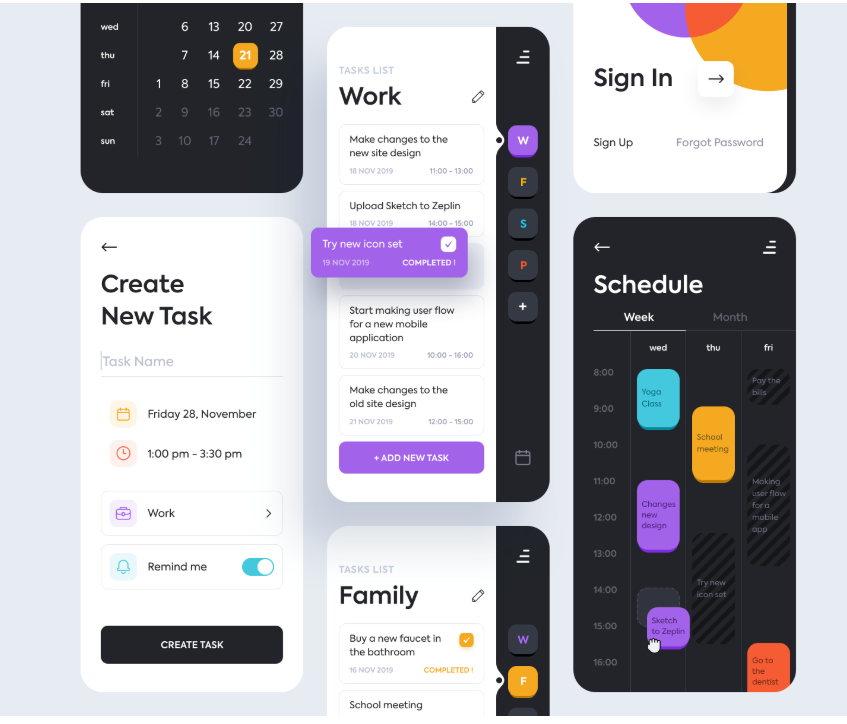 wed 6 13 20 27
thu 7 14 21 28
fri 1 8 15 22 29
sat 2 9 16 23 30
sun 3 10 17 24
Create
New Task
Task Name
Friday 28, November
1:00 pm - 3:30 pm
Work
Remind me
CREATE TASK
TASKS LIST
Work
Make changes to the
new site design
18 NOV 2019 11:00 - 13:00
Upload Sketch to Zeplin
18 NOV 2019 14:00 - 15:00
Try new icon set
19 NOV 2019 COMPLETED !
Start making user flow
for a new mobile
application
20 NOV 2019 10:00 - 16:00
Make changes to the
old site design
21 NOV 2019 12:00 - 15:00
+ ADD NEW TASK
W
F
S
P
+
TASKS LIST
Family
Buy a new faucet in
the bathroom
16 NOV 2019 COMPLETED !
School meeting
W
F
Sign In
Sign Up Forgot Password
Schedule
Week Month
wed thu fri
8:00
9:00
10:00
11:00
12:00
13:00
14:00
15:00
16:00
Yoga
Class
Changes
new
design
Sketch
to Zeplin
School
meeting
Try new
icon set
Pay the
bills
Making
user flow
for a
mobile
app
Go to
the
dentist